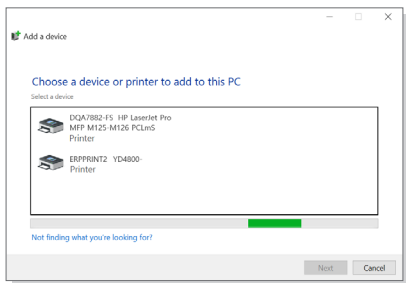 Add a device
Choose a device or printer to add to this PC
Select a device
DQA7882-FS HP LaserJet Pro
MFP M125-M126 PCLmS
Printer
ERPPRINT2 YD4800-
Printer
Not finding what you're looking for?
Next
Cancel